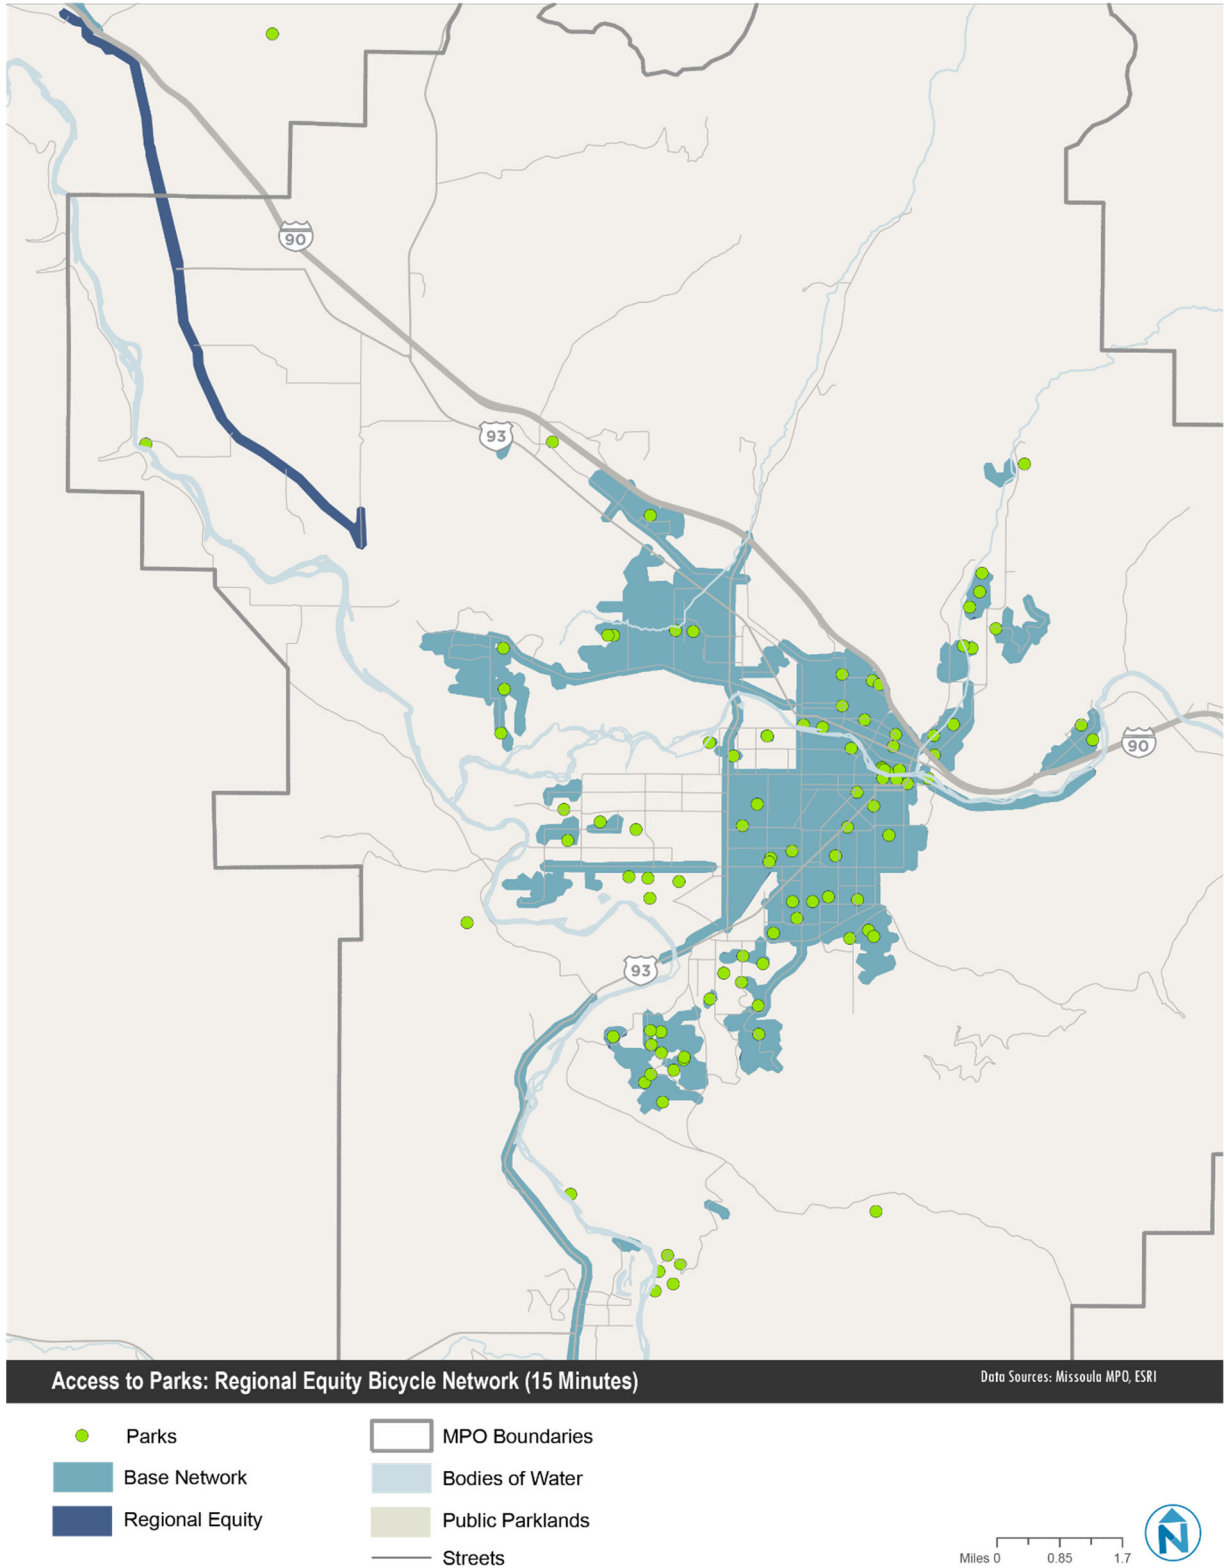 90
93
90
93
Access to Parks: Regional Equity Bicycle Network (15 Minutes)
Data Sources: Missoula MPO, ESRI
Parks
MPO Boundaries
Base Network
Bodies of Water
Regional Equity
Public Parklands
Streets
N
Miles 0 0.85 1.7